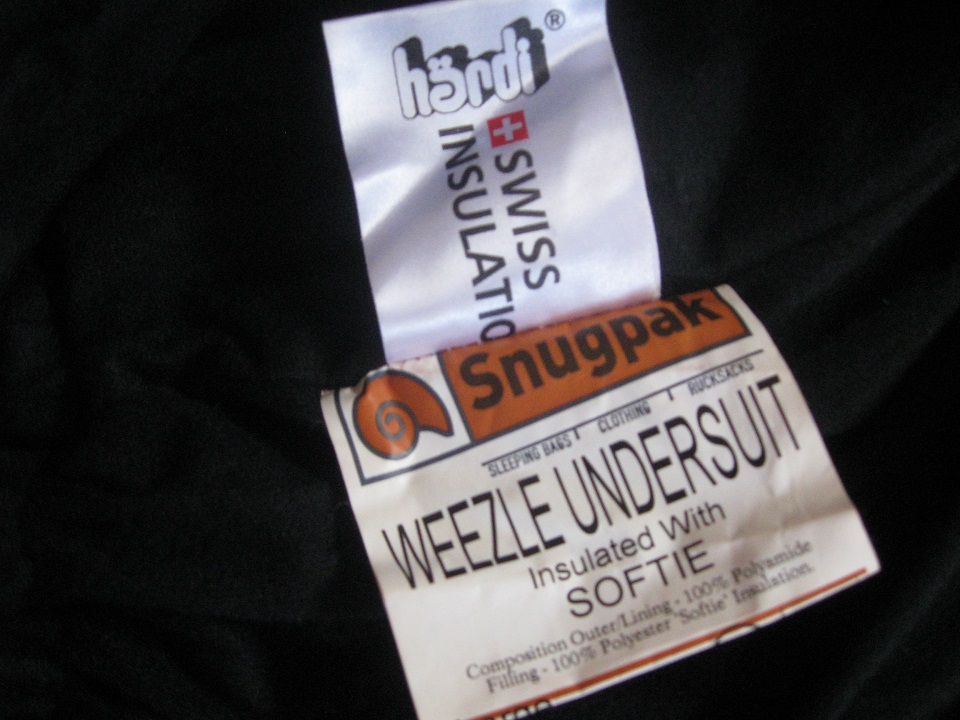 härdi®
SWISS
INSULATIO
Snugpak
SLEEPING BAGS | CLOTHING | RUCKSACKS
WEEZLE UNDERSUIT
Insulated With
SOFTIE
Composition Outer/Lining - 100% Polyamide
Filling - 100% Polyester 'Softie' Insulation.